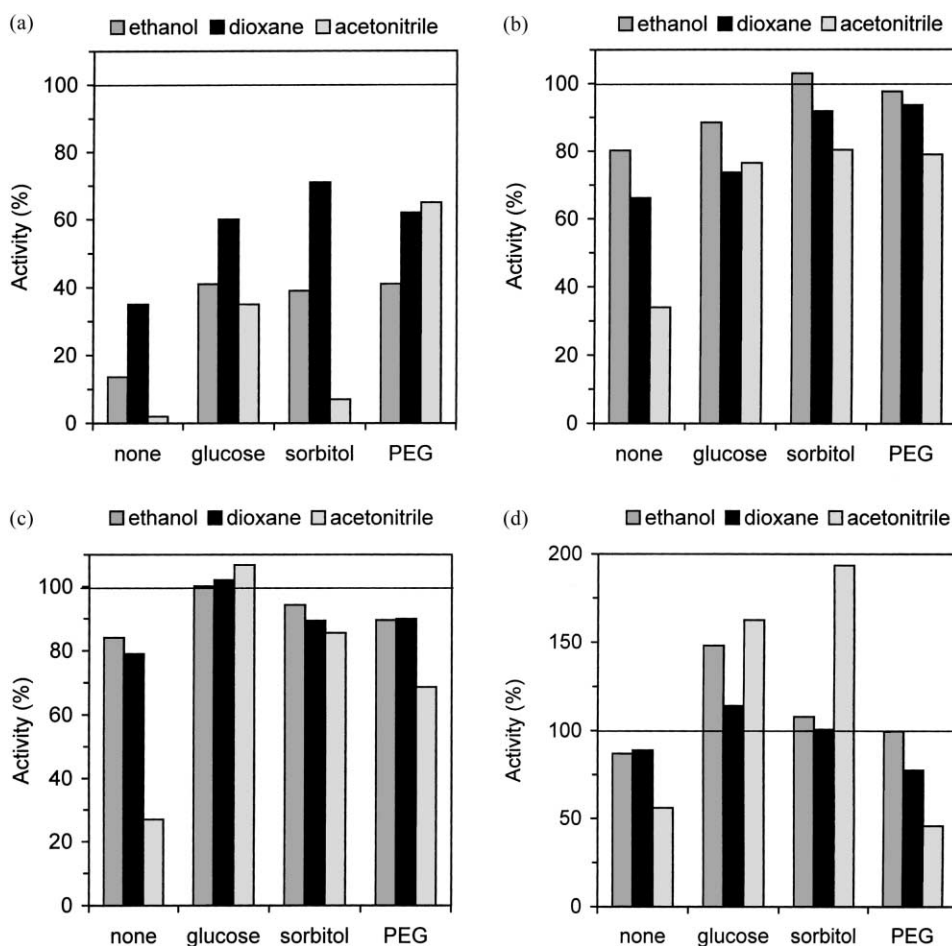 (a) ethanol dioxane acetonitrile
100
80
60
40
20
0
Activity (%)
none glucose sorbitol PEG
(b) ethanol dioxane acetonitrile
100
80
60
40
20
0
Activity (%)
none glucose sorbitol PEG
(c) ethanol dioxane acetonitrile
100
80
60
40
20
0
Activity (%)
none glucose sorbitol PEG
(d) ethanol dioxane acetonitrile
200
150
100
50
0
Activity (%)
none glucose sorbitol PEG